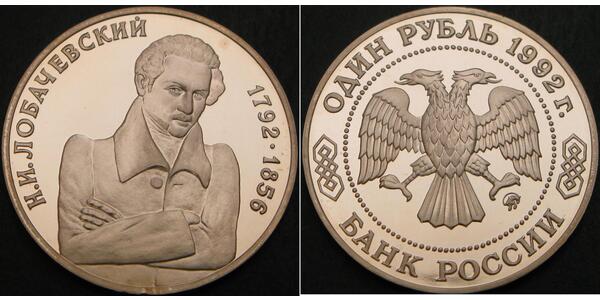 Н.И.ЛОБАЧЕВСКИЙ
1792·1856
ОДИН РУБЛЬ 1992 г.
БАНК РОССИИ